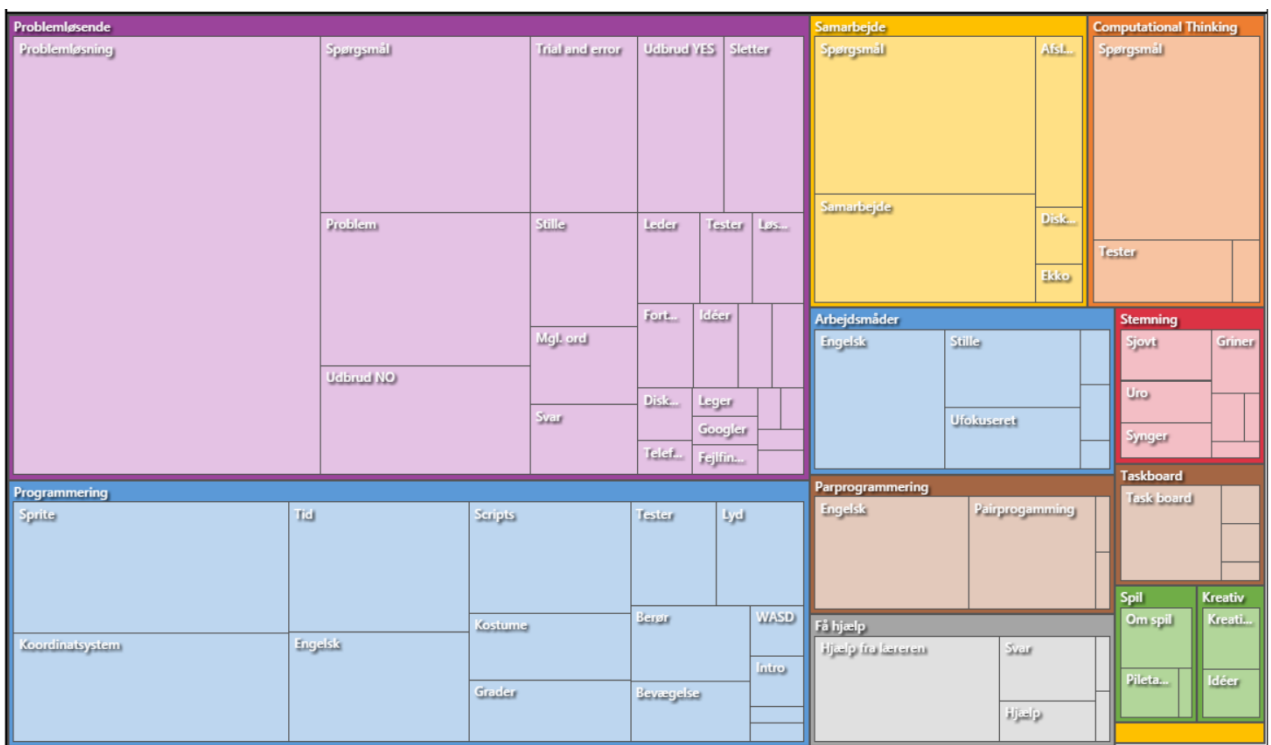 Problemløsende
Problemløsning
Spørgsmål
Trial and error
Udbrud YES
Sletter
Problem
Stille
Leder
Tester
Løs...
Fort...
Idéer
Mgl. ord
Udbrud NO
Svar
Disk...
Leger
Googler
Telef...
Fejlfin...
Samarbejde
Spørgsmål
Afst...
Samarbejde
Disk...
Ekko
Computational Thinking
Spørgsmål
Tester
Arbejdsmåder
Engelsk
Stille
Ufokuseret
Stemning
Sjovt
Griner
Uro
Synger
Programmering
Sprite
Tid
Scripts
Tester
Lyd
Kostume
Berør
WASD
Koordinatsystem
Engelsk
Intro
Grader
Bevægelse
Parprogrammering
Engelsk
Pairprogamming
Taskboard
Task board
Få hjælp
Hjælp fra læreren
Svar
Hjælp
Spil
Om spil
Pileta...
Kreativ
Kreati...
Idéer